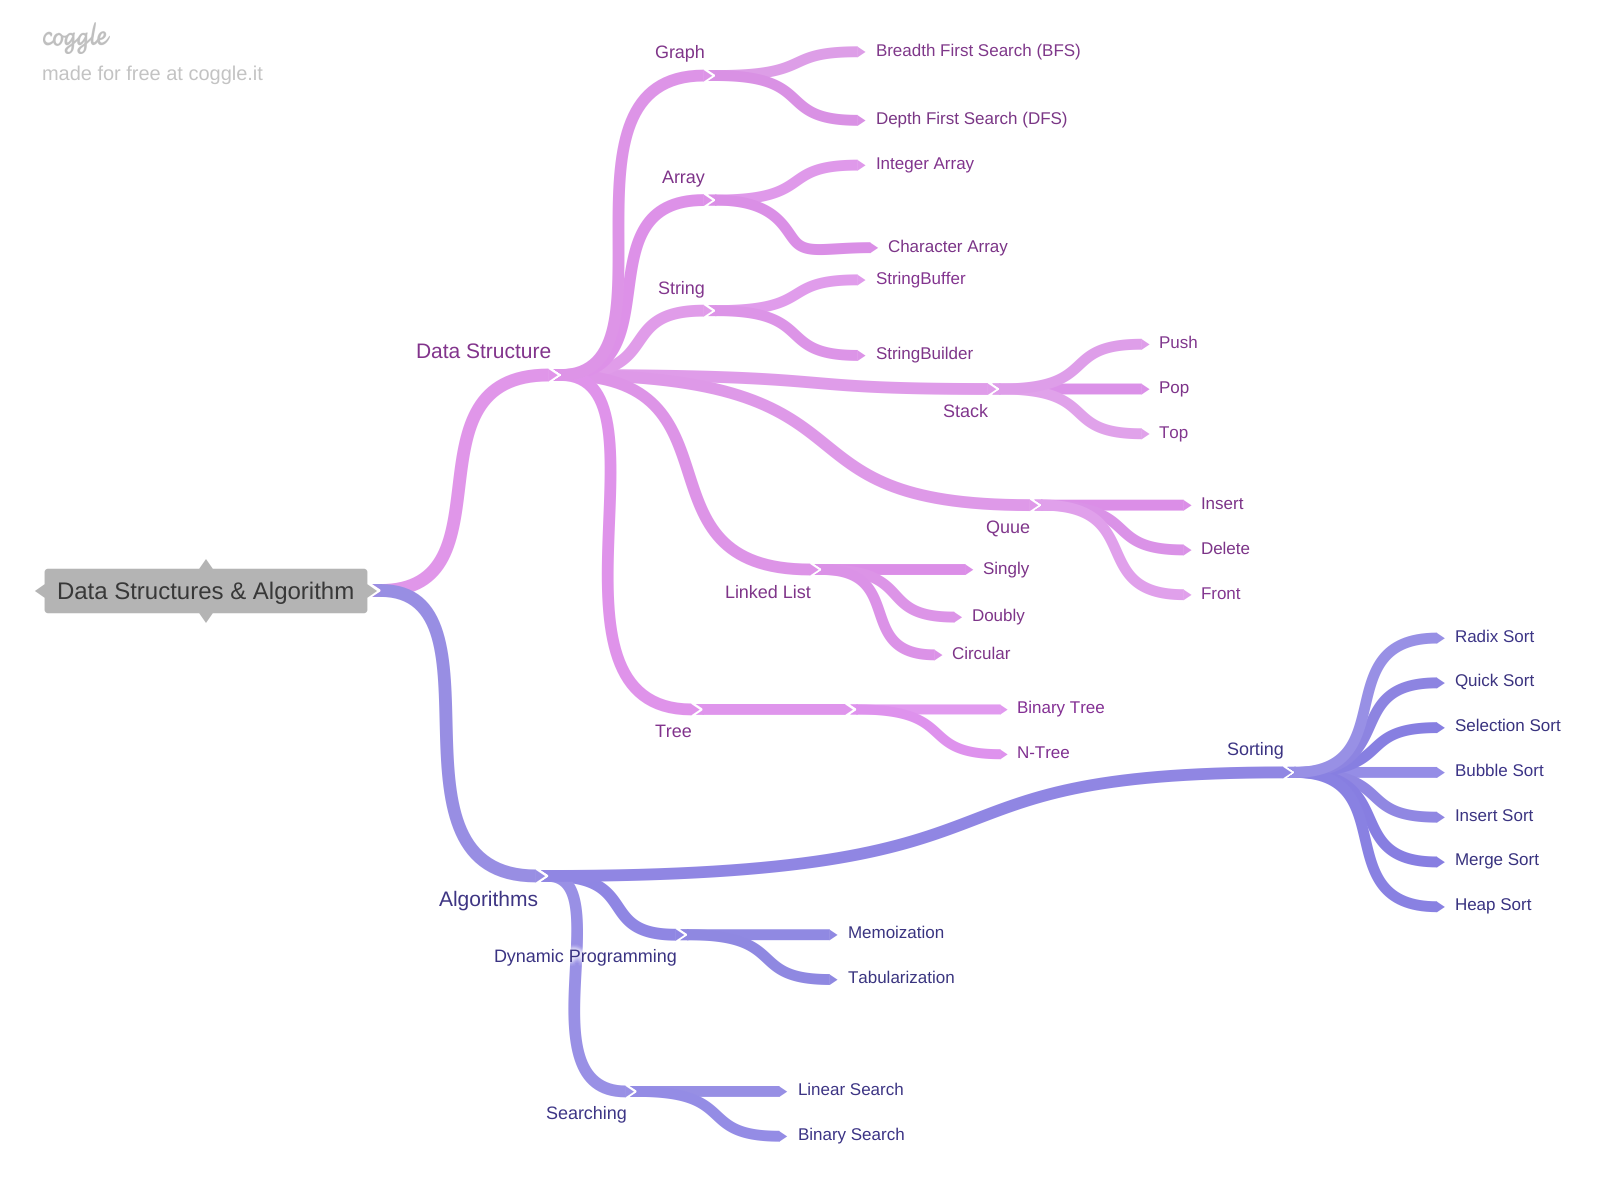 coggle
made for free at coggle.it
Data Structures & Algorithm
Data Structure
Graph
Breadth First Search (BFS)
Depth First Search (DFS)
Array
Integer Array
Character Array
String
StringBuffer
StringBuilder
Stack
Push
Pop
Top
Quue
Insert
Delete
Front
Linked List
Singly
Doubly
Circular
Tree
Binary Tree
N-Tree
Algorithms
Sorting
Radix Sort
Quick Sort
Selection Sort
Bubble Sort
Insert Sort
Merge Sort
Heap Sort
Dynamic Programming
Memoization
Tabularization
Searching
Linear Search
Binary Search